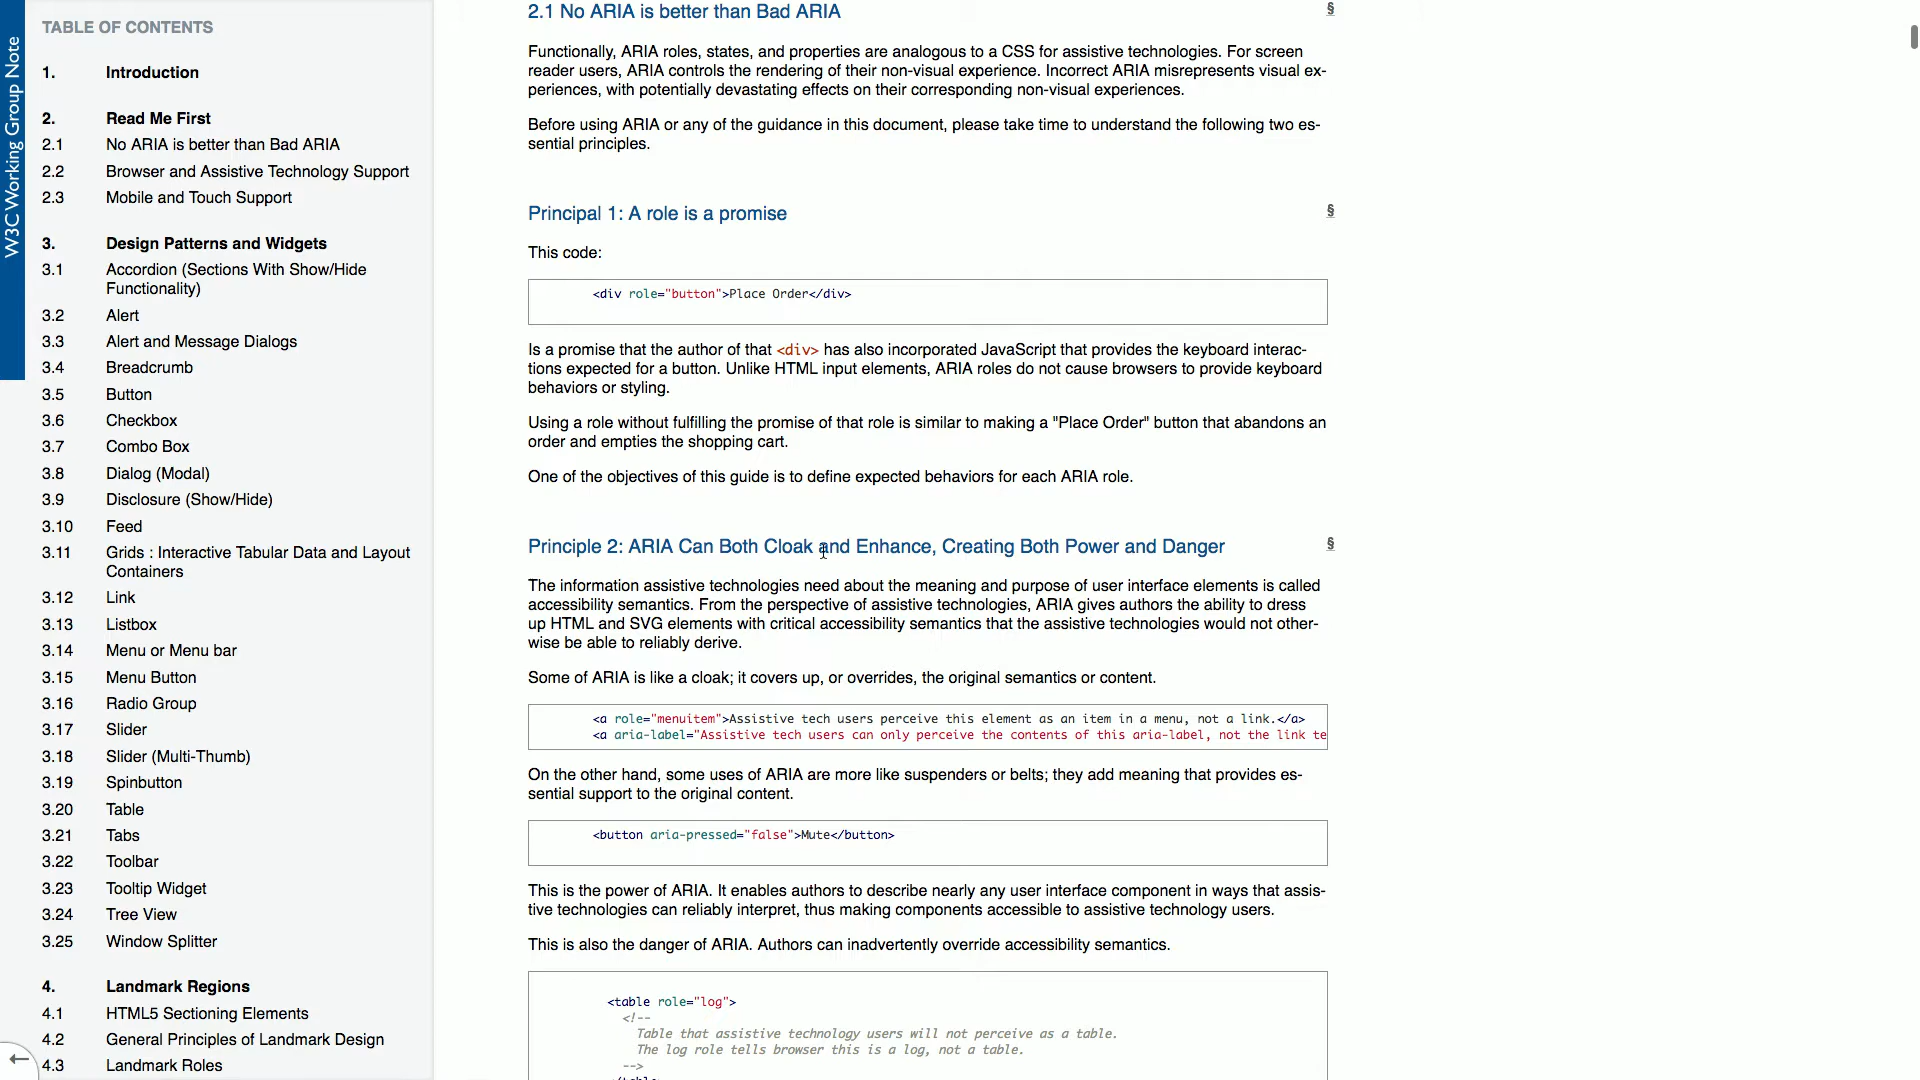 W3C Working Group Note
TABLE OF CONTENTS
1. Introduction
2. Read Me First
2.1 No ARIA is better than Bad ARIA
2.2 Browser and Assistive Technology Support
2.3 Mobile and Touch Support
3. Design Patterns and Widgets
3.1 Accordion (Sections With Show/Hide
Functionality)
3.2 Alert
3.3 Alert and Message Dialogs
3.4 Breadcrumb
3.5 Button
3.6 Checkbox
3.7 Combo Box
3.8 Dialog (Modal)
3.9 Disclosure (Show/Hide)
3.10 Feed
3.11 Grids : Interactive Tabular Data and Layout
Containers
3.12 Link
3.13 Listbox
3.14 Menu or Menu bar
3.15 Menu Button
3.16 Radio Group
3.17 Slider
3.18 Slider (Multi-Thumb)
3.19 Spinbutton
3.20 Table
3.21 Tabs
3.22 Toolbar
3.23 Tooltip Widget
3.24 Tree View
3.25 Window Splitter
4. Landmark Regions
4.1 HTML5 Sectioning Elements
4.2 General Principles of Landmark Design
4.3 Landmark Roles
2.1 No ARIA is better than Bad ARIA §
Functionally, ARIA roles, states, and properties are analogous to a CSS for assistive technologies. For screen
reader users, ARIA controls the rendering of their non-visual experience. Incorrect ARIA misrepresents visual ex-
periences, with potentially devastating effects on their corresponding non-visual experiences.
Before using ARIA or any of the guidance in this document, please take time to understand the following two es-
sential principles.
Principal 1: A role is a promise §
This code:
<div role="button">Place Order</div>
Is a promise that the author of that <div> has also incorporated JavaScript that provides the keyboard interac-
tions expected for a button. Unlike HTML input elements, ARIA roles do not cause browsers to provide keyboard
behaviors or styling.
Using a role without fulfilling the promise of that role is similar to making a "Place Order" button that abandons an
order and empties the shopping cart.
One of the objectives of this guide is to define expected behaviors for each ARIA role.
Principle 2: ARIA Can Both Cloak and Enhance, Creating Both Power and Danger §
The information assistive technologies need about the meaning and purpose of user interface elements is called
accessibility semantics. From the perspective of assistive technologies, ARIA gives authors the ability to dress
up HTML and SVG elements with critical accessibility semantics that the assistive technologies would not other-
wise be able to reliably derive.
Some of ARIA is like a cloak; it covers up, or overrides, the original semantics or content.
<a role="menuitem">Assistive tech users perceive this element as an item in a menu, not a link.</a>
<a aria-label="Assistive tech users can only perceive the contents of this aria-label, not the link te
On the other hand, some uses of ARIA are more like suspenders or belts; they add meaning that provides es-
sential support to the original content.
<button aria-pressed="false">Mute</button>
This is the power of ARIA. It enables authors to describe nearly any user interface component in ways that assis-
tive technologies can reliably interpret, thus making components accessible to assistive technology users.
This is also the danger of ARIA. Authors can inadvertently override accessibility semantics.
<table role="log">
<!--
Table that assistive technology users will not perceive as a table.
The log role tells browser this is a log, not a table.
-->